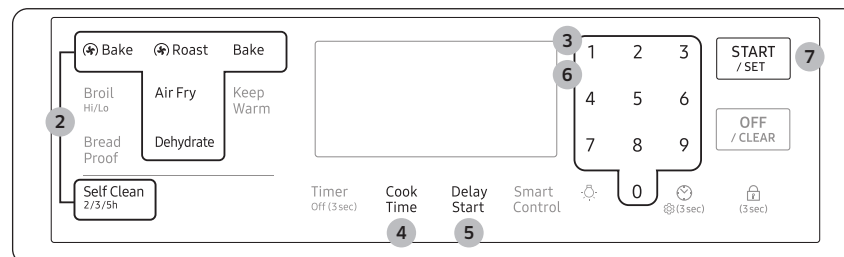 Bake Roast Bake
3
1 2 3
START
/ SET
7
6
Broil
Hi/Lo
Air Fry
Keep
Warm
2
4 5 6
Bread
Proof
Dehydrate
OFF
/ CLEAR
7 8 9
Self Clean
2/3/5h
Timer
Off (3 sec)
Cook
Time
Delay
Start
Smart
Control
0
(3 sec)
(3 sec)
4
5